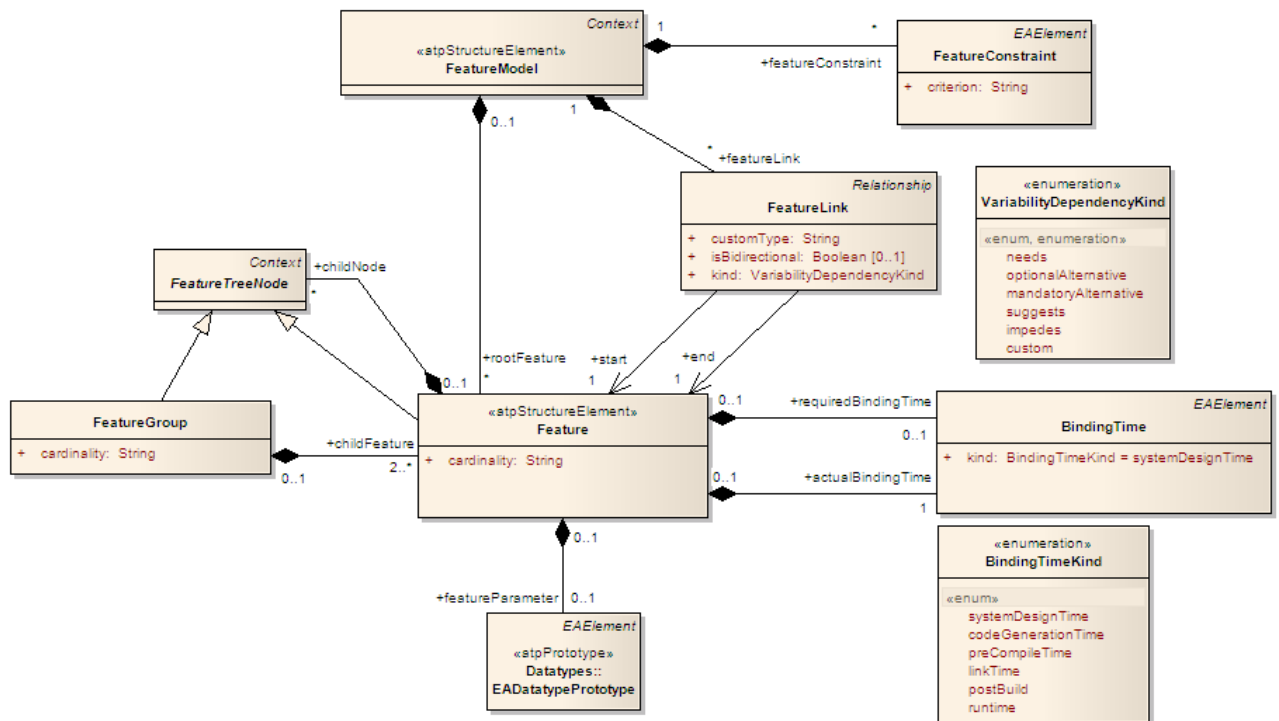 Context
«atpStructureElement»
FeatureModel
1
*
+featureConstraint
EAElement
FeatureConstraint
+ criterion: String
0..1
1
*
+featureLink
Relationship
FeatureLink
+ customType: String
+ isBidirectional: Boolean [0..1]
+ kind: VariabilityDependencyKind
«enumeration»
VariabilityDependencyKind
«enum, enumeration»
needs
optionalAlternative
mandatoryAlternative
suggests
impedes
custom
Context
FeatureTreeNode
+childNode
*
0..1
+rootFeature
*
+start
1
+end
1
FeatureGroup
+ cardinality: String
0..1
+childFeature
2..*
«atpStructureElement»
Feature
+ cardinality: String
0..1
+requiredBindingTime
0..1
0..1
+actualBindingTime
1
EAElement
BindingTime
+ kind: BindingTimeKind = systemDesignTime
0..1
+featureParameter
0..1
EAElement
«atpPrototype»
Datatypes::
EADatatypePrototype
«enumeration»
BindingTimeKind
«enum»
systemDesignTime
codeGenerationTime
preCompileTime
linkTime
postBuild
runtime